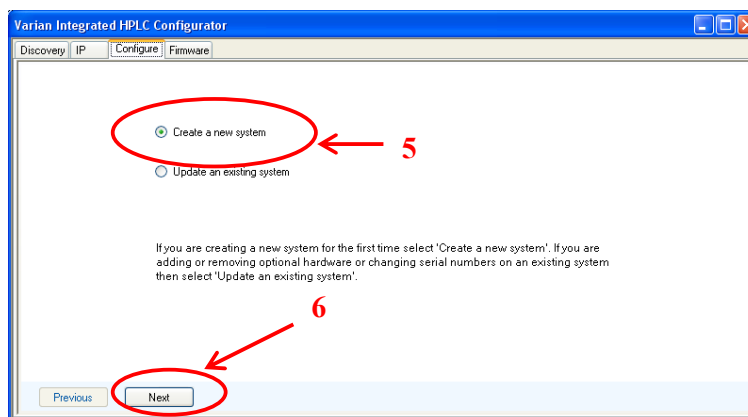 Varian Integrated HPLC Configurator
Discovery IP Configure Firmware
Create a new system
5
Update an existing system
If you are creating a new system for the first time select 'Create a new system'. If you are
adding or removing optional hardware or changing serial numbers on an existing system
then select 'Update an existing system'.
6
Previous Next